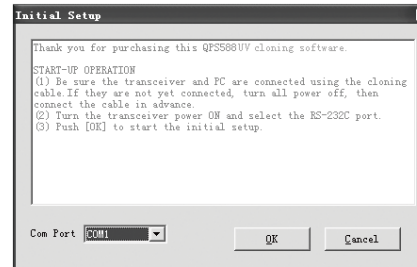 Initial Setup
Thank you for purchasing this QPS588UV cloning software.
START-UP OPERATION
(1) Be sure the transceiver and PC are connected using the cloning
cable.If they are not yet connected, turn all power off, then
connect the cable in advance.
(2) Turn the transceiver power ON and select the RS-232C port.
(3) Push [OK] to start the initial setup.
Com Port COM1
OK Cancel